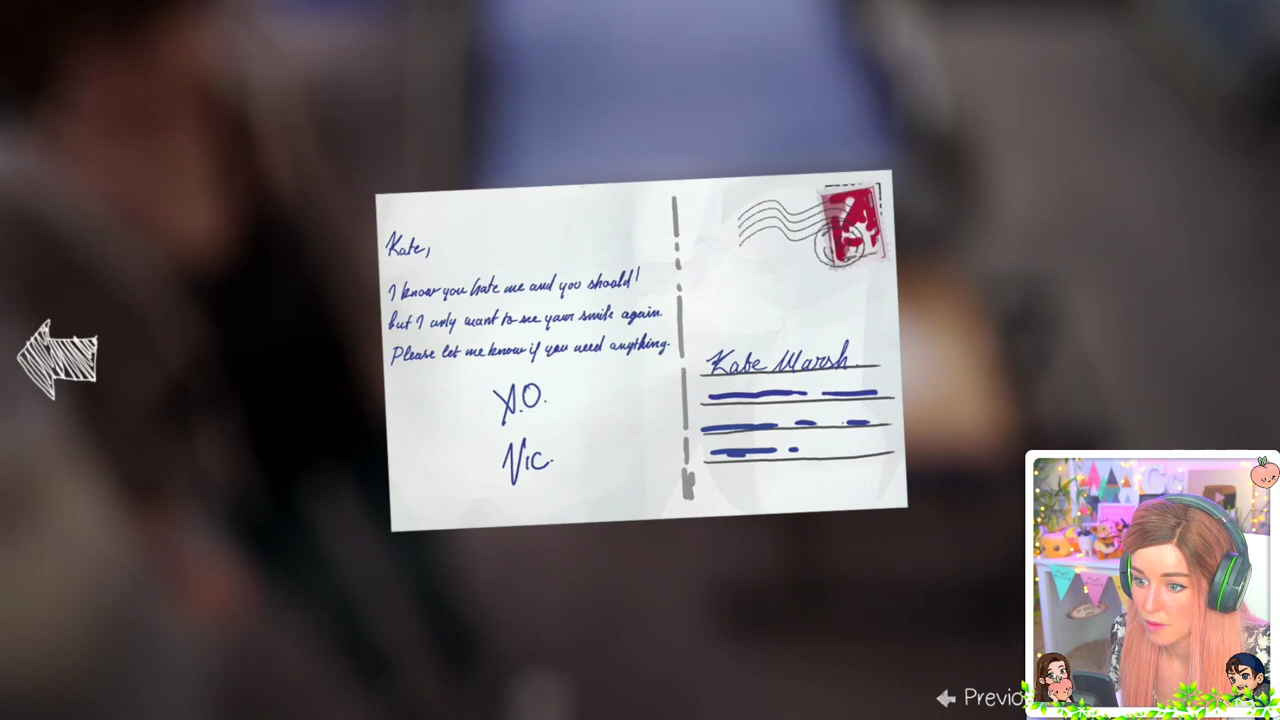 Kate,
I know you hate me and you should!
but I only want to see your smile again.
Please let me know if you need anything.
X.O.
Vic.
Kate Marsh
Previo